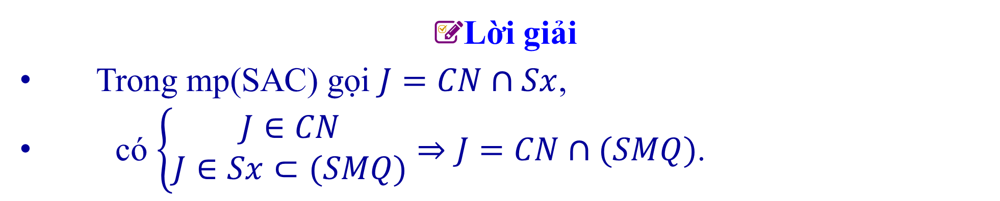 Lời giải
• Trong mp(SAC) gọi J = CN ∩ Sx,
• có { J ∈ CN
J ∈ Sx ⊂ (SMQ) ⇒ J = CN ∩ (SMQ).